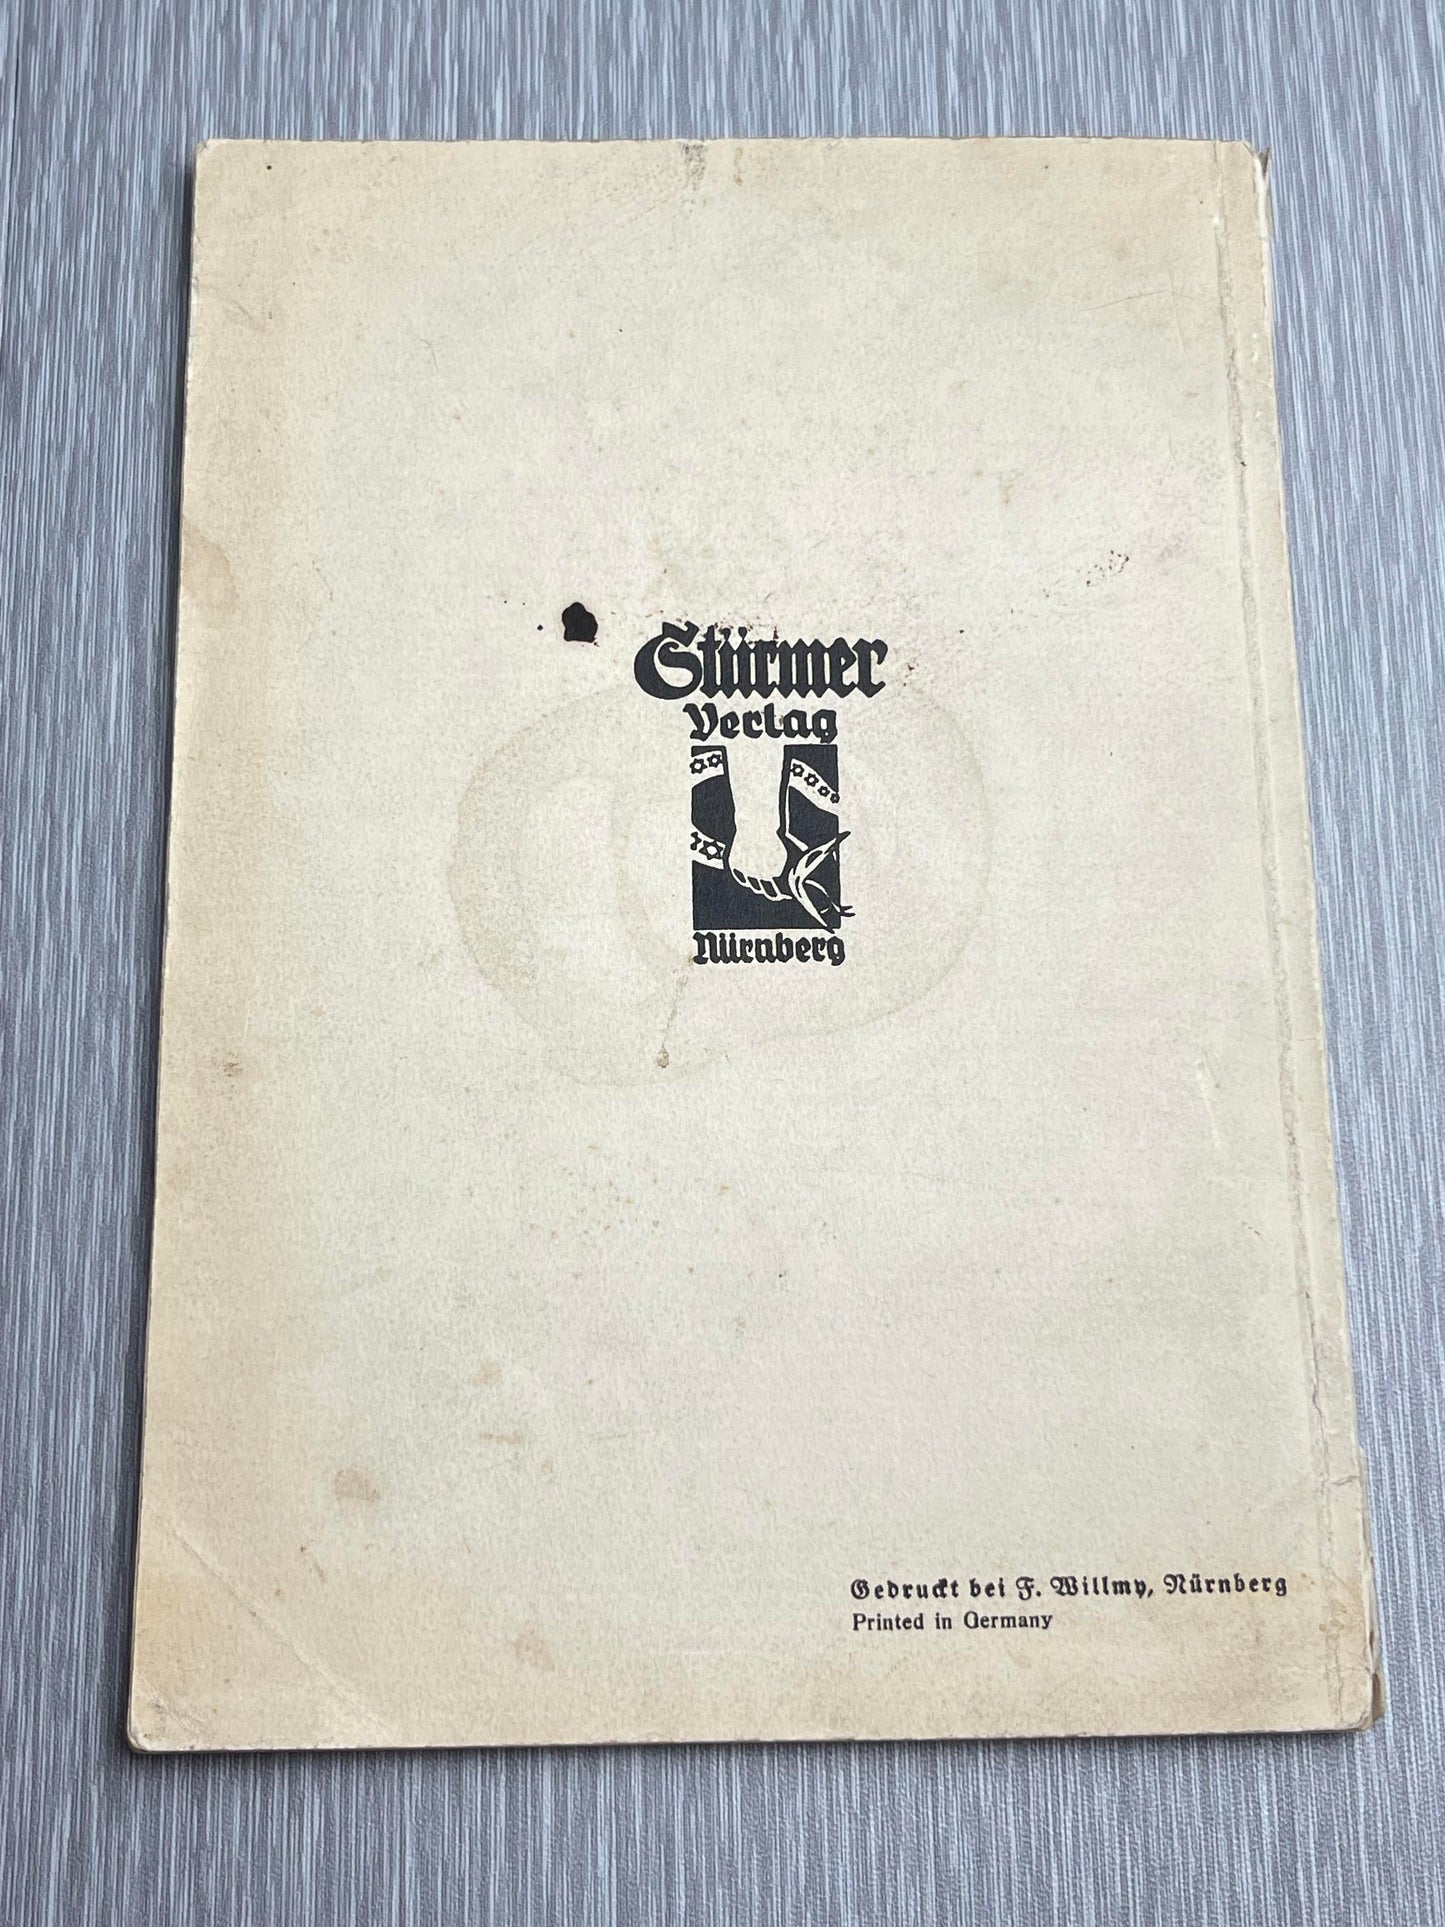 Stürmer
Verlag
Nürnberg
Gedruckt bei F. Willmy, Nürnberg
Printed in Germany